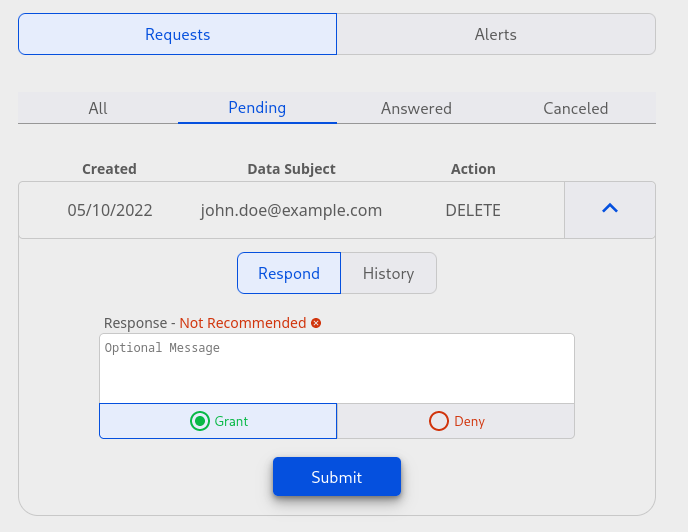 Requests Alerts
All Pending Answered Canceled
Created Data Subject Action
05/10/2022 john.doe@example.com DELETE
Respond History
Response - Not Recommended
Optional Message
Grant Deny
Submit